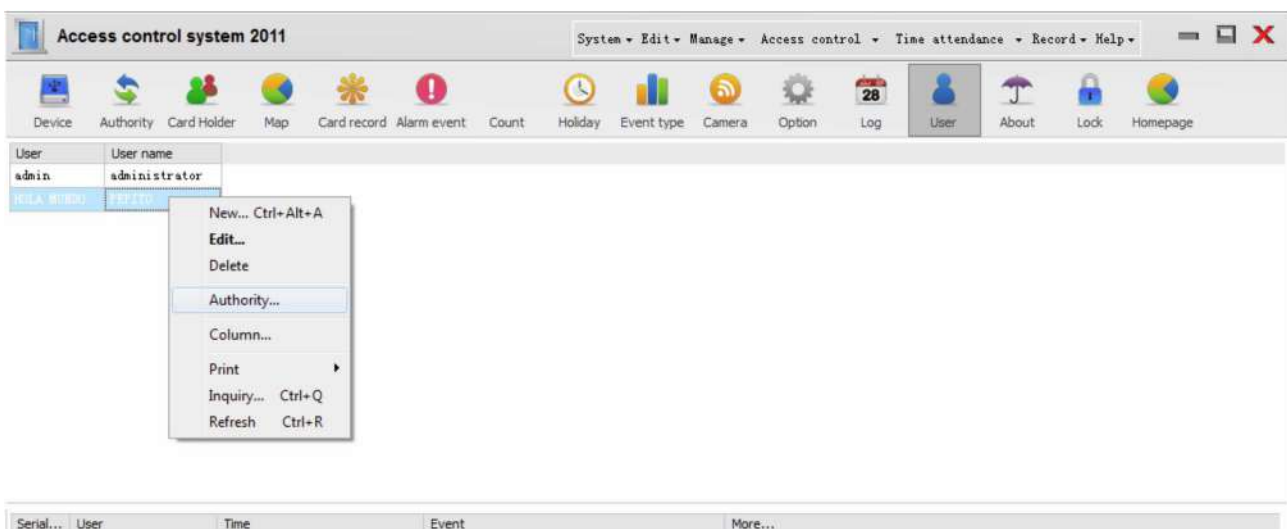 Access control system 2011
System Edit Manage Access control Time attendance Record Help
Device Authority Card Holder Map Card record Alarm event Count Holiday Event type Camera Option Log User About Lock Homepage
28
User User name
admin administrator
HOLA MUNDO PEPITO
New... Ctrl+Alt+A
Edit...
Delete
Authority...
Column...
Print
Inquiry... Ctrl+Q
Refresh Ctrl+R
Serial... User Time Event More...